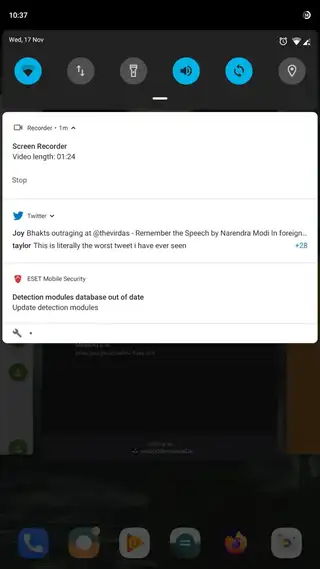 10:37
Wed, 17 Nov
Recorder • 1m
Screen Recorder
Video length: 01:24
Stop
Twitter
Joy Bhakts outraging at @thevirdas - Remember the Speech by Narendra Modi In foreign..
taylor This is literally the worst tweet i have ever seen
+28
ESET Mobile Security
Detection modules database out of date
Update detection modules